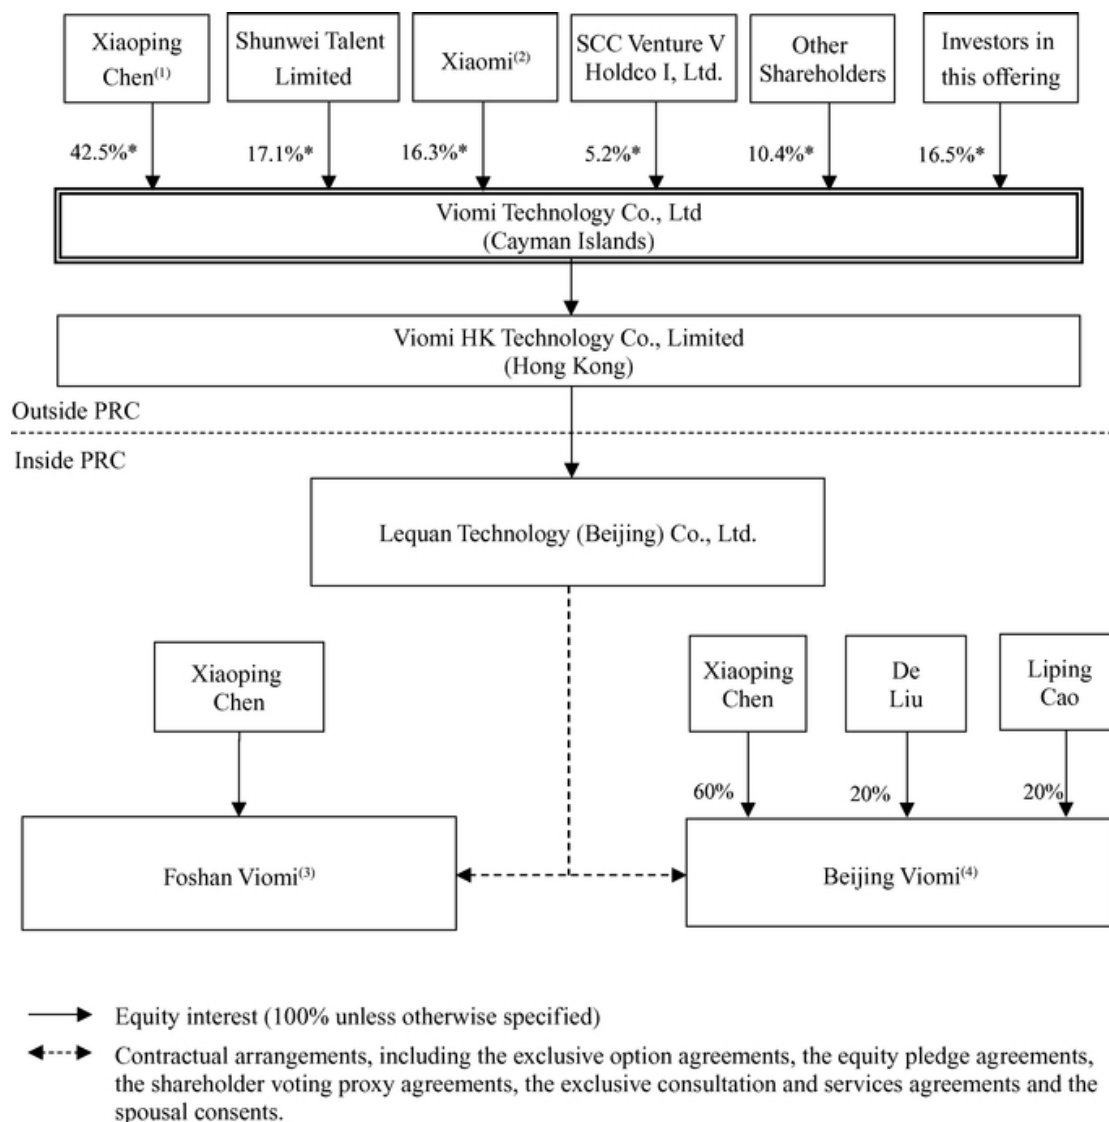 Xiaoping
Chen(1)
Shunwei Talent
Limited
Xiaomi(2)
SCC Venture V
Holdco I, Ltd.
Other
Shareholders
Investors in
this offering
42.5%*
17.1%*
16.3%*
5.2%*
10.4%*
16.5%*
Viomi Technology Co., Ltd
(Cayman Islands)
Viomi HK Technology Co., Limited
(Hong Kong)
Outside PRC
Inside PRC
Lequan Technology (Beijing) Co., Ltd.
Xiaoping
Chen
Xiaoping
Chen
De
Liu
Liping
Cao
60%
20%
20%
Foshan Viomi(3)
Beijing Viomi(4)
Equity interest (100% unless otherwise specified)
Contractual arrangements, including the exclusive option agreements, the equity pledge agreements,
the shareholder voting proxy agreements, the exclusive consultation and services agreements and the
spousal consents.